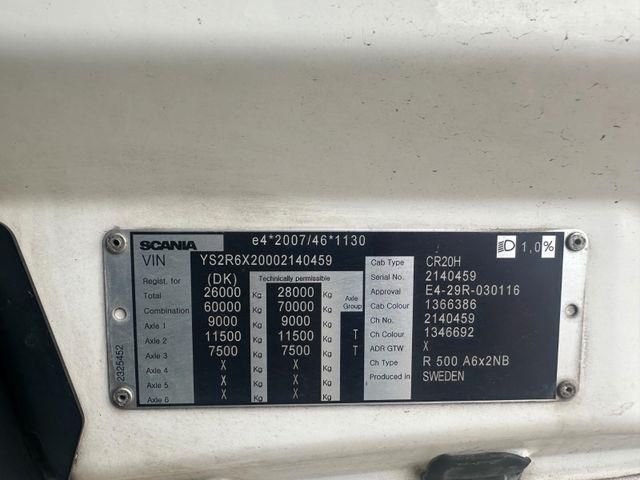 SCANIA e4*2007/46*1130 1,0%
VIN YS2R6X20002140459
Regist. for (DK) Technically permissible
Total 26000 Kg 28000 Kg Axle Group
Combination 60000 Kg 70000 Kg
Axle 1 9000 Kg 9000 Kg
Axle 2 11500 Kg 11500 Kg T
Axle 3 7500 Kg 7500 Kg T
Axle 4 X Kg X Kg
Axle 5 X Kg X Kg
Axle 6 X Kg X Kg
Cab Type CR20H
Serial No. 2140459
Approval E4-29R-030116
Cab Colour 1366386
Ch No. 2140459
Ch Colour 1346692
ADR GTW X
Ch Type R 500 A6x2NB
Produced in SWEDEN
2325452